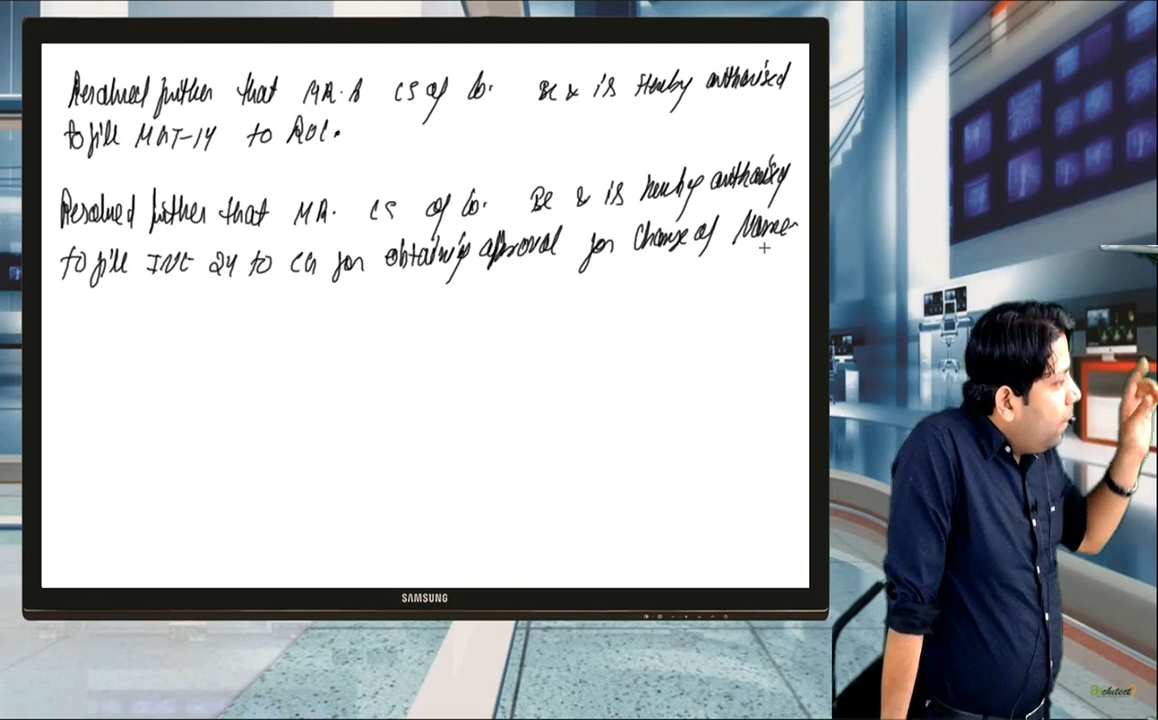 Resolved further that MR. A CS of Co. Be & is Hereby authorised
to file MGT-14 to ROC.
Resolved further that MR. CS of Co. Be & is hereby authorisy
to file INC 24 to CG for obtaining approval for change of Name
SAMSUNG